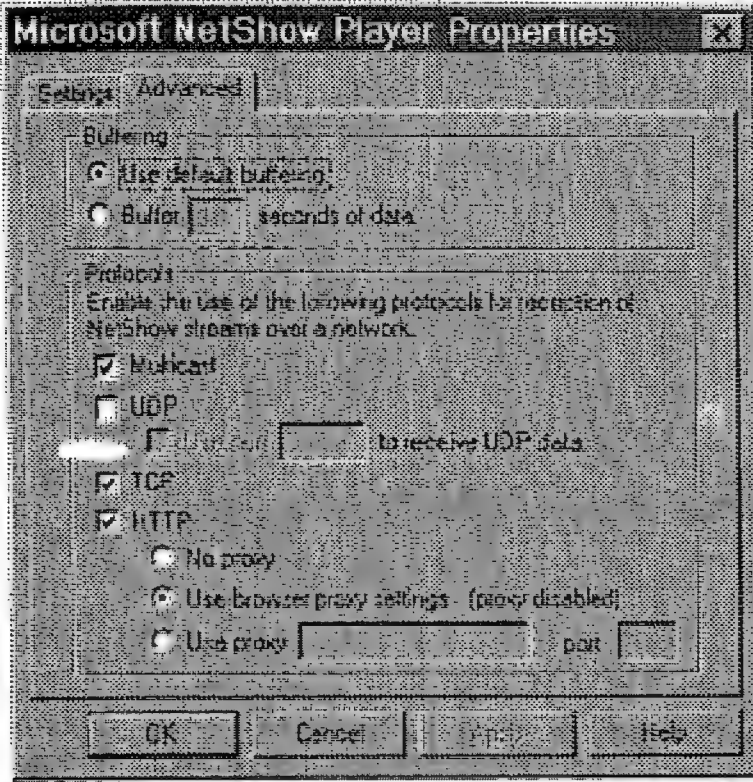 Microsoft NetShow Player Properties
Settings Advanced
Buffering
Use default buffering
Buffer seconds of data
Protocols
Enable the use of the following protocols for reception of
NetShow streams over a network.
Multicast
UDP
to receive UDP data
TCP
HTTP
No proxy
Use browser proxy settings (proxy disabled)
Use proxy port
OK Cancel Apply Help